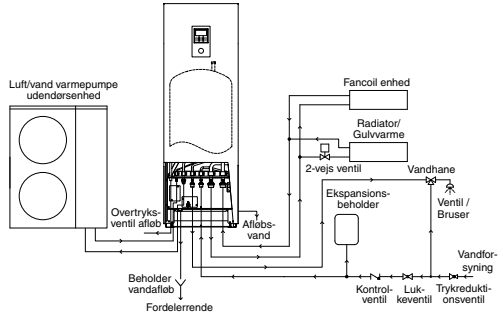 Luft/vand varmepumpe
udendørsenhed
Fancoil enhed
Radiator/
Gulvvarme
2-vejs ventil
Vandhane
Ekspansions-
beholder
Ventil /
Bruser
Overtryks-
ventil afløb
Afløbs-
vand
Vandfor-
syning
Beholder
vandafløb
Kontrol-
ventil
Luk-
keventil
Trykredukti-
onsventil
Fordelerrende